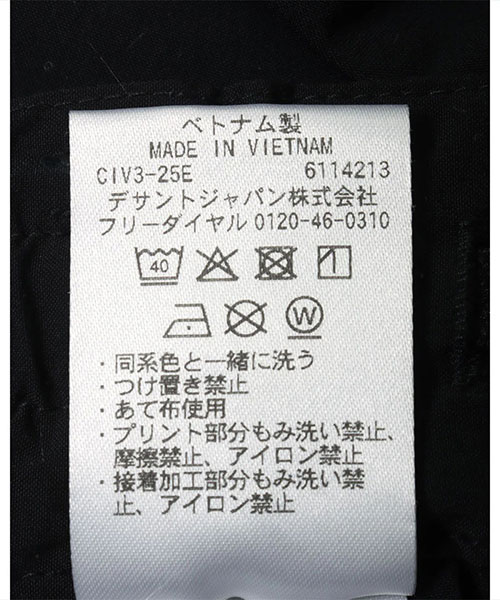 ベトナム製
MADE IN VIETNAM
CIV3-25E 6114213
デサントジャパン株式会社
フリーダイヤル 0120-46-0310
40
W
・同系色と一緒に洗う
・つけ置き禁止
・あて布使用
・プリント部分もみ洗い禁止、
摩擦禁止、アイロン禁止
・接着加工部分もみ洗い禁
止、アイロン禁止